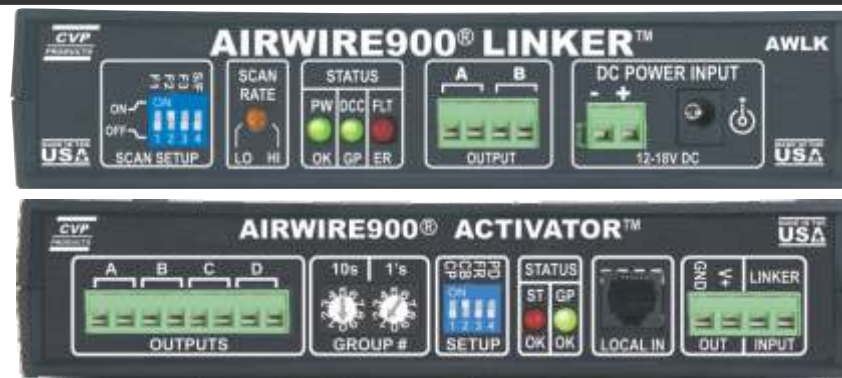 CVP
PRODUCTS
AIRWIRE900® LINKER™
AWLK
F1 F2 F3 S/F
ON
OFF
ON
1 2 3 4
SCAN SETUP
SCAN
RATE
LO HI
STATUS
PW DCC FLT
OK GP ER
A B
OUTPUT
DC POWER INPUT
- +
12-18V DC
MADE IN THE
USA
MADE IN THE
USA
CVP
PRODUCTS
AIRWIRE900® ACTIVATOR™
MADE IN THE
USA
A B C D
OUTPUTS
10s 1's
GROUP #
ON
1 2 3 4
SETUP
STATUS
ST GP
OK OK
LOCAL IN
GND V+ LINKER
OUT INPUT